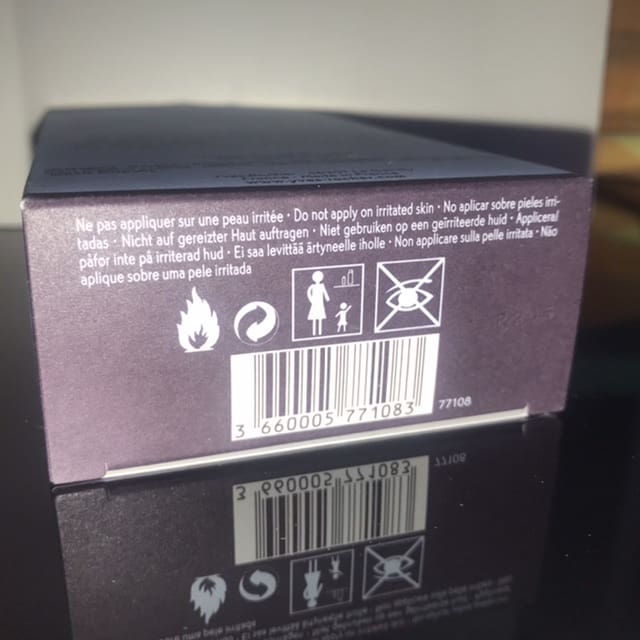 Ne pas appliquer sur une peau irritée · Do not apply on irritated skin · No aplicar sobre pieles irri-
tadas · Nicht auf gereizter Haut auftragen · Niet gebruiken op een geïrriteerde huid · Appliceraf
påfor inte på irriterad hud · Ei saa levittää ärtyneelle iholle · Non applicare sulla pelle irritata · Não
aplique sobre uma pele irritada
3 660005 771083
77108